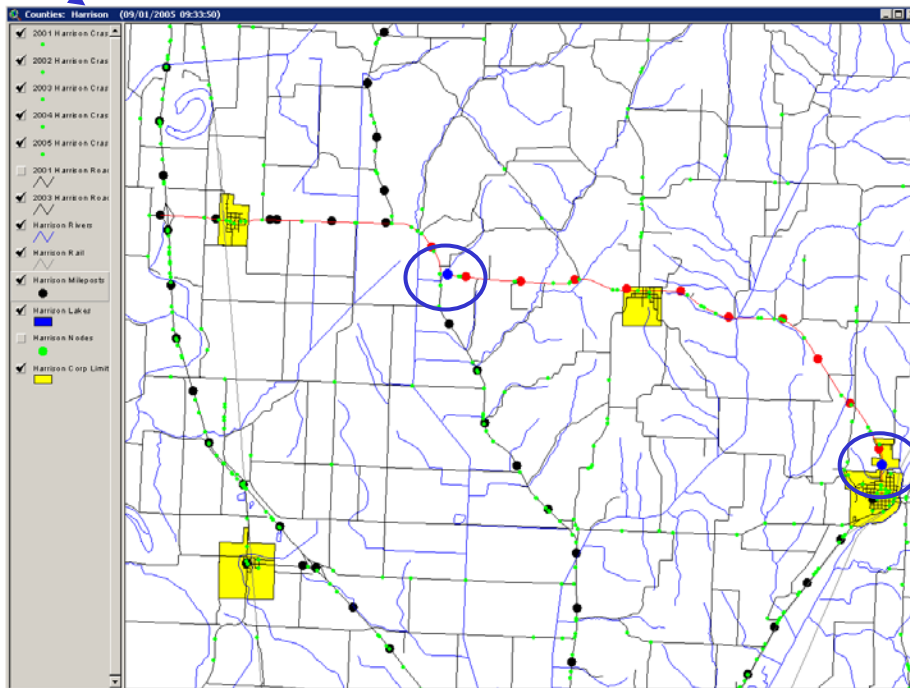 Counties: Harrison (09/01/2005 09:33:50)
2001 Harrison Cras
2002 Harrison Cras
2003 Harrison Cras
2004 Harrison Cras
2005 Harrison Cras
2001 Harrison Road
2003 Harrison Road
Harrison Rivers
Harrison Rail
Harrison Mileposts
Harrison Lakes
Harrison Nodes
Harrison Corp Limit